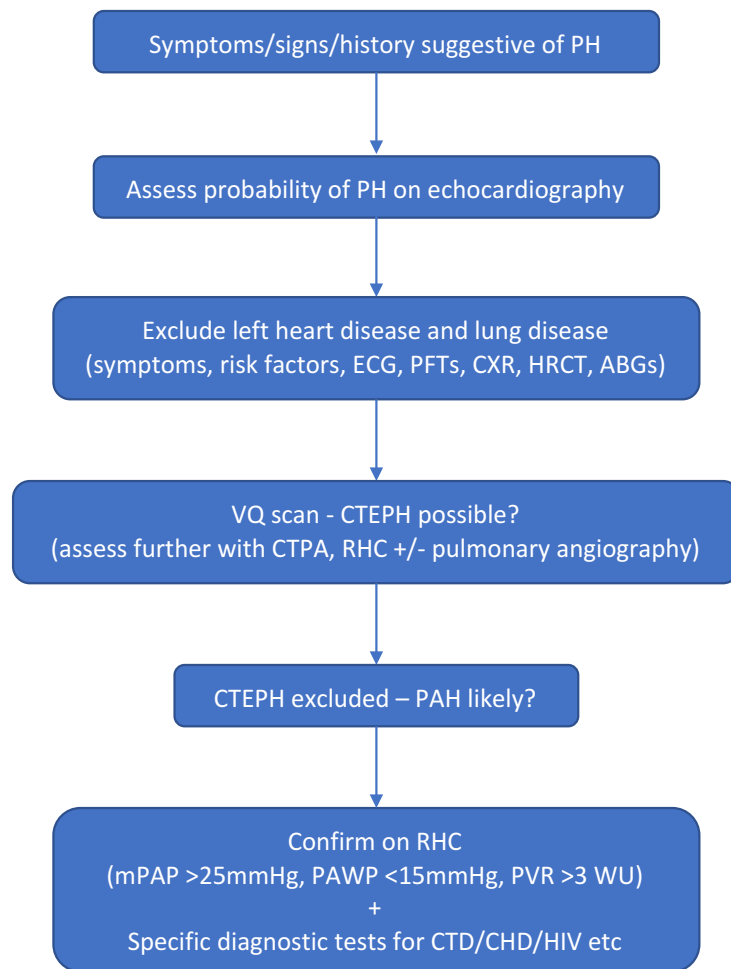 Symptoms/signs/history suggestive of PH
Assess probability of PH on echocardiography
Exclude left heart disease and lung disease
(symptoms, risk factors, ECG, PFTs, CXR, HRCT, ABGs)
VQ scan - CTEPH possible?
(assess further with CTPA, RHC +/- pulmonary angiography)
CTEPH excluded – PAH likely?
Confirm on RHC
(mPAP >25mmHg, PAWP <15mmHg, PVR >3 WU)
+
Specific diagnostic tests for CTD/CHD/HIV etc